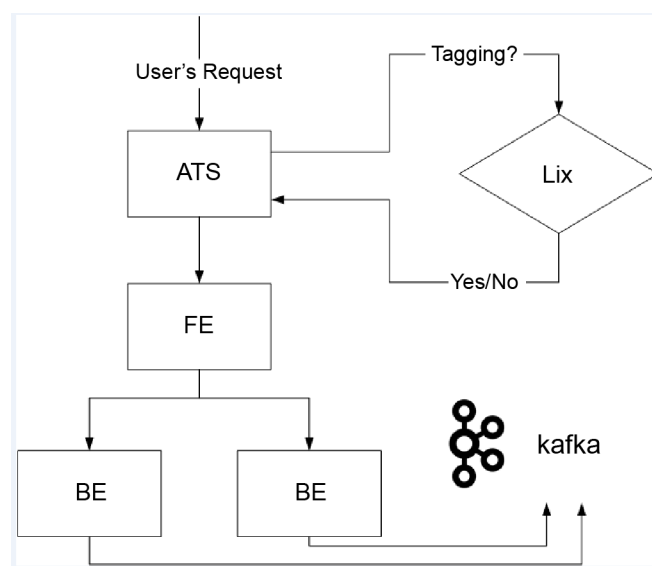 Tagging?
User’s Request
ATS
Lix
Yes/No
FE
kafka
BE
BE